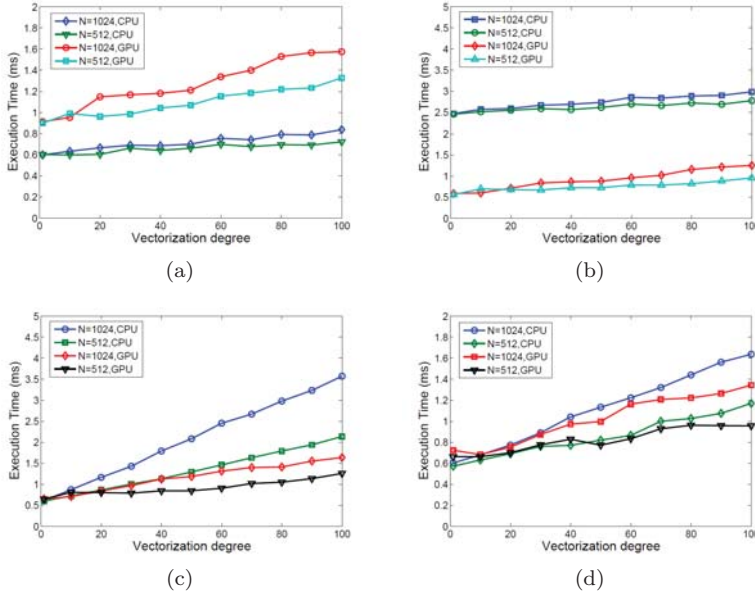 N=1024,CPU
N=512,CPU
N=1024,GPU
N=512,GPU
Execution Time (ms)
2
1.8
1.6
1.4
1.2
1
0.8
0.6
0.4
0.2
0
0 20 40 60 80 100
Vectorization degree
(a)
N=1024,CPU
N=512,CPU
N=1024,GPU
N=512,GPU
Execution Time (ms)
5
4.5
4
3.5
3
2.5
2
1.5
1
0.5
0
0 20 40 60 80 100
Vectorization degree
(b)
N=1024,CPU
N=512,CPU
N=1024,GPU
N=512,GPU
Execution Time (ms)
5
4.5
4
3.5
3
2.5
2
1.5
1
0.5
0
0 20 40 60 80 100
Vectorization degree
(c)
N=1024,CPU
N=512,CPU
N=1024,GPU
N=512,GPU
Execution Time (ms)
2
1.8
1.6
1.4
1.2
1
0.8
0.6
0.4
0.2
0
0 20 40 60 80 100
Vectorization degree
(d)